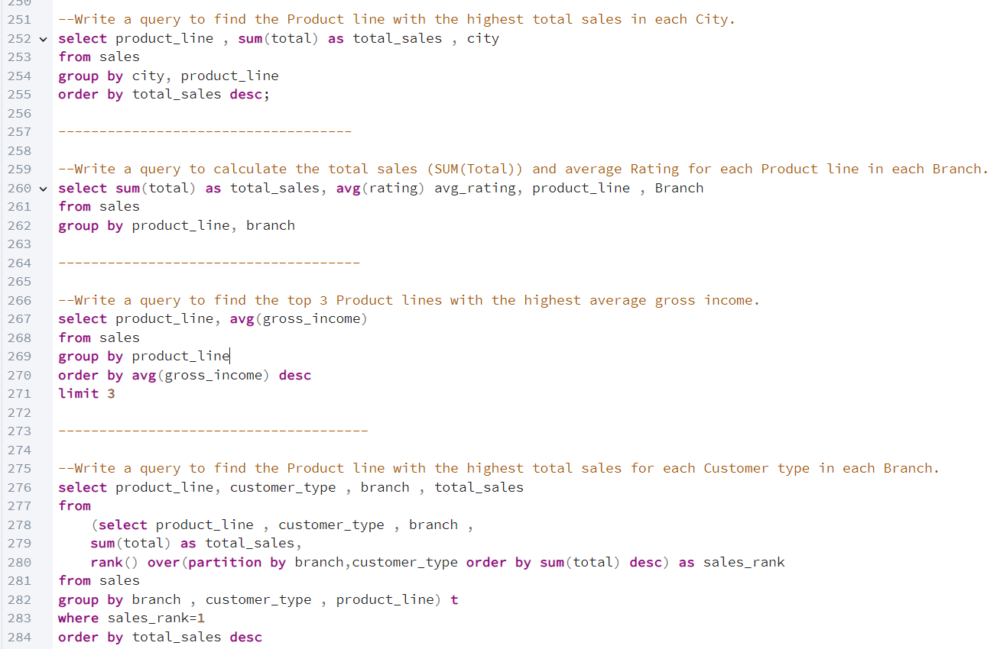 250
251 --Write a query to find the Product line with the highest total sales in each City.
252 select product_line , sum(total) as total_sales , city
253 from sales
254 group by city, product_line
255 order by total_sales desc;
256
257 ------------------------------------
258
259 --Write a query to calculate the total sales (SUM(Total)) and average Rating for each Product line in each Branch.
260 select sum(total) as total_sales, avg(rating) avg_rating, product_line , Branch
261 from sales
262 group by product_line, branch
263
264 -------------------------------------
265
266 --Write a query to find the top 3 Product lines with the highest average gross income.
267 select product_line, avg(gross_income)
268 from sales
269 group by product_line
270 order by avg(gross_income) desc
271 limit 3
272
273 --------------------------------------
274
275 --Write a query to find the Product line with the highest total sales for each Customer type in each Branch.
276 select product_line, customer_type , branch , total_sales
277 from
278 (select product_line , customer_type , branch ,
279 sum(total) as total_sales,
280 rank() over(partition by branch,customer_type order by sum(total) desc) as sales_rank
281 from sales
282 group by branch , customer_type , product_line) t
283 where sales_rank=1
284 order by total_sales desc